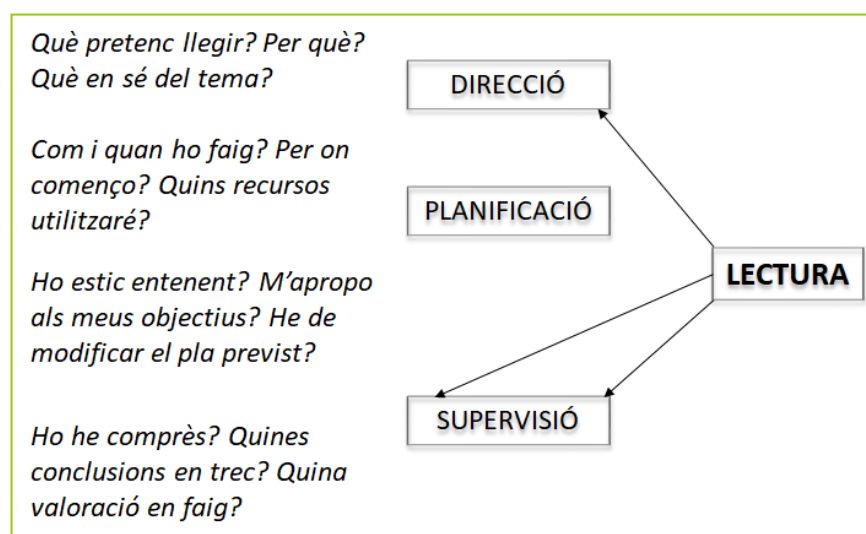 Què pretenc llegir? Per què?
Què en sé del tema?
DIRECCIÓ
Com i quan ho faig? Per on
començo? Quins recursos
utilitzaré?
PLANIFICACIÓ
LECTURA
Ho estic entenent? M’apropo
als meus objectius? He de
modificar el pla previst?
SUPERVISIÓ
Ho he comprès? Quines
conclusions en trec? Quina
valoració en faig?